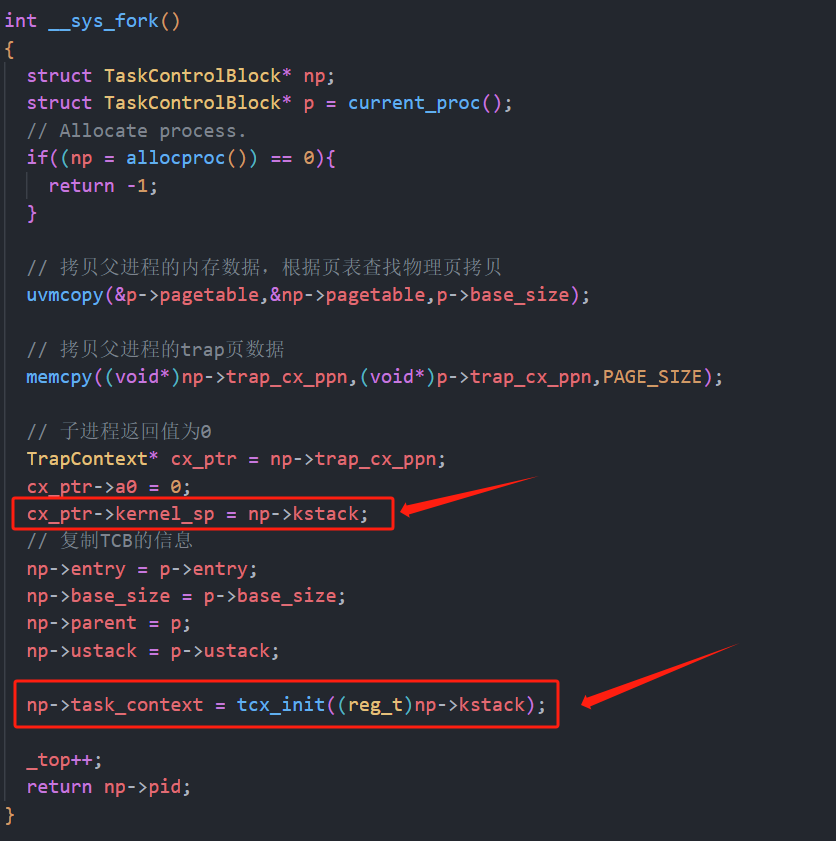 int __sys_fork()
{
  struct TaskControlBlock* np;
  struct TaskControlBlock* p = current_proc();
  // Allocate process.
  if((np = allocproc()) == 0){
    return -1;
  }
  // 拷贝父进程的内存数据，根据页表查找物理页拷贝
  uvmcopy(&p->pagetable,&np->pagetable,p->base_size);
  // 拷贝父进程的trap页数据
  memcpy((void*)np->trap_cx_ppn,(void*)p->trap_cx_ppn,PAGE_SIZE);
  // 子进程返回值为0
  TrapContext* cx_ptr = np->trap_cx_ppn;
  cx_ptr->a0 = 0;
  cx_ptr->kernel_sp = np->kstack;
  // 复制TCB的信息
  np->entry = p->entry;
  np->base_size = p->base_size;
  np->parent = p;
  np->ustack = p->ustack;
  np->task_context = tcx_init((reg_t)np->kstack);
  _top++;
  return np->pid;
}